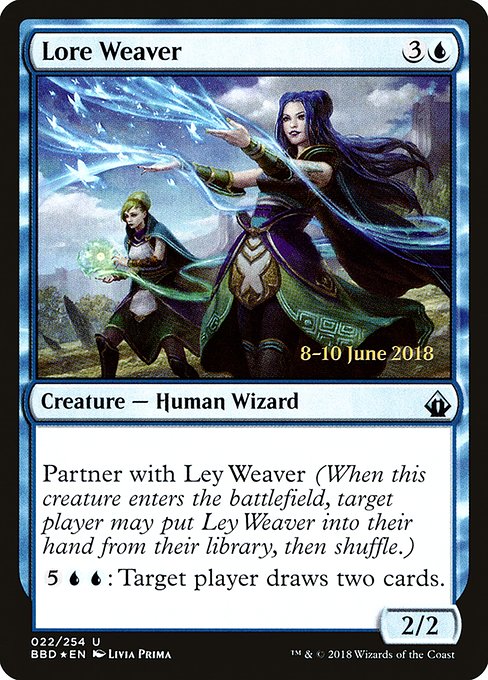 Lore Weaver 3
8–10 June 2018
Creature — Human Wizard
Partner with Ley Weaver (When this
creature enters the battlefield, target
player may put Ley Weaver into their
hand from their library, then shuffle.)
5 : Target player draws two cards.
2/2
022/254 U
BBD ★ EN Livia Prima
™ & © 2018 Wizards of the Coast